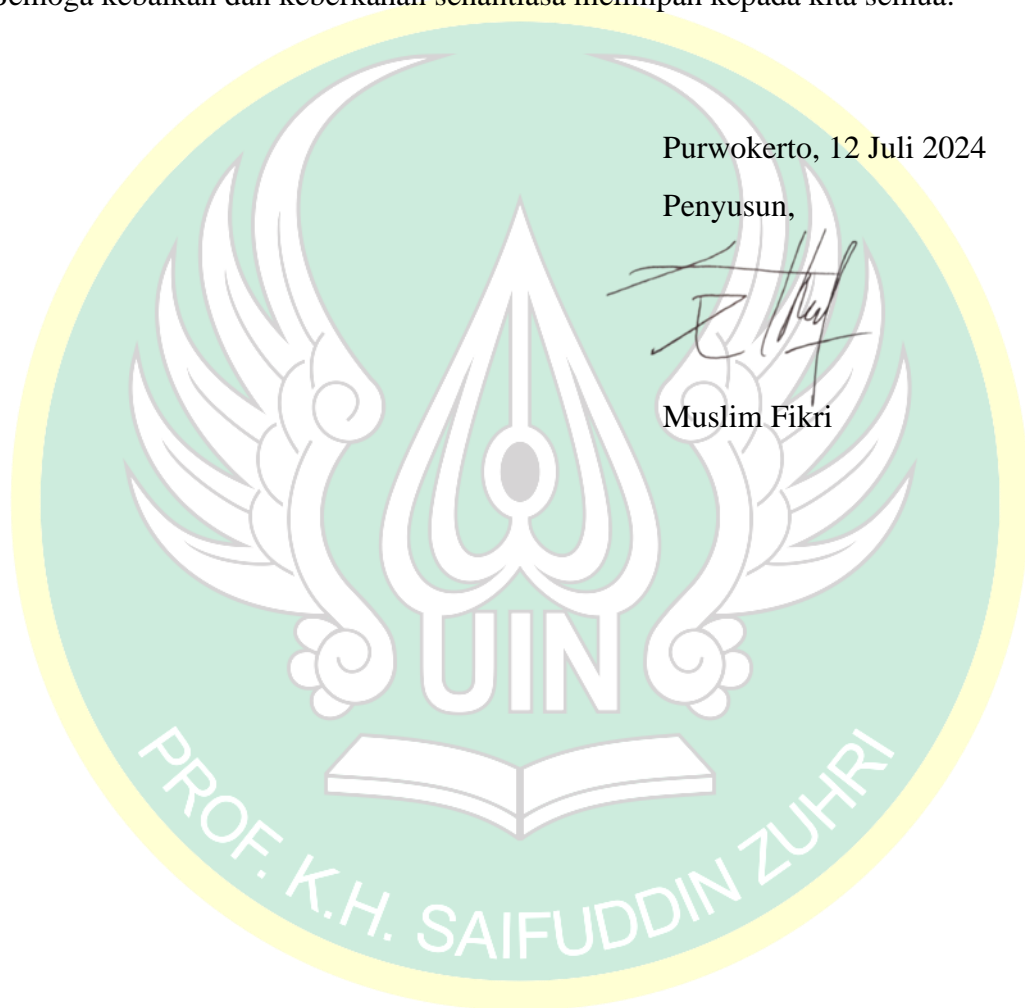 Semoga kebaikan dan keberkahan senantiasa melimpah kepada kita semua.
Purwokerto, 12 Juli 2024
Penyusun,
Muslim Fikri
UIN
PROF. K.H. SAIFUDDIN ZUHRI